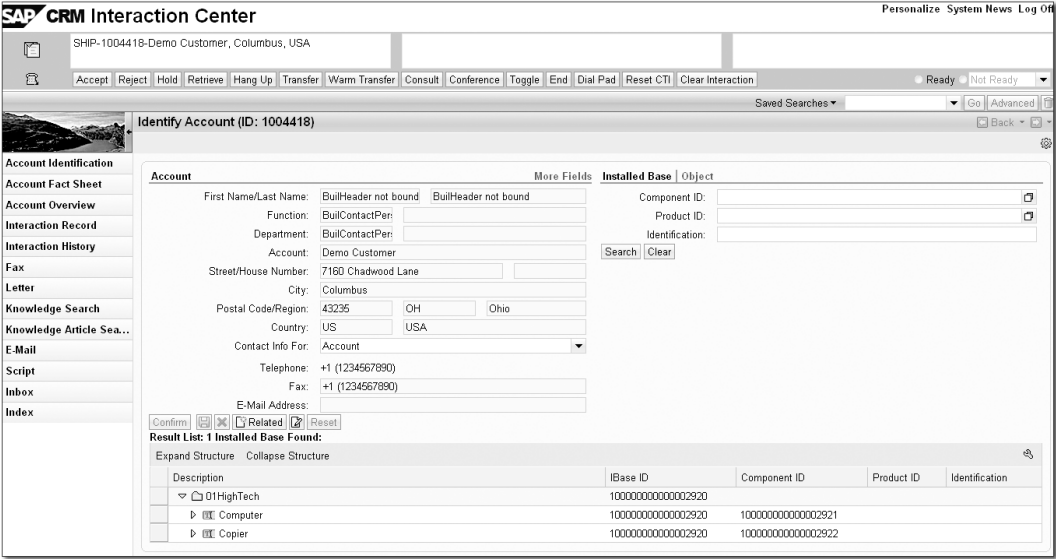 SAP CRM Interaction Center
Personalize System News Log Off
SHIP-1004418-Demo Customer, Columbus, USA
Accept Reject Hold Retrieve Hang Up Transfer Warm Transfer Consult Conference Toggle End Dial Pad Reset CTI Clear Interaction Ready Not Ready
Saved Searches Go Advanced
Identify Account (ID: 1004418) Back
Account Identification
Account Fact Sheet
Account Overview
Interaction Record
Interaction History
Fax
Letter
Knowledge Search
Knowledge Article Sea...
E-Mail
Script
Inbox
Index
Account More Fields
First Name/Last Name: BuilHeader not bound BuilHeader not bound
Function: BuilContactPer
Department: BuilContactPer
Account: Demo Customer
Street/House Number: 7160 Chadwood Lane
City: Columbus
Postal Code/Region: 43235 OH Ohio
Country: US USA
Contact Info For: Account
Telephone: +1 (1234567890)
Fax: +1 (1234567890)
E-Mail Address:
Confirm Related Reset
Installed Base Object
Component ID:
Product ID:
Identification:
Search Clear
Result List: 1 Installed Base Found:
Expand Structure Collapse Structure
Description IBase ID Component ID Product ID Identification
01HighTech 100000000000002920
Computer 100000000000002920 100000000000002921
Copier 100000000000002920 100000000000002922